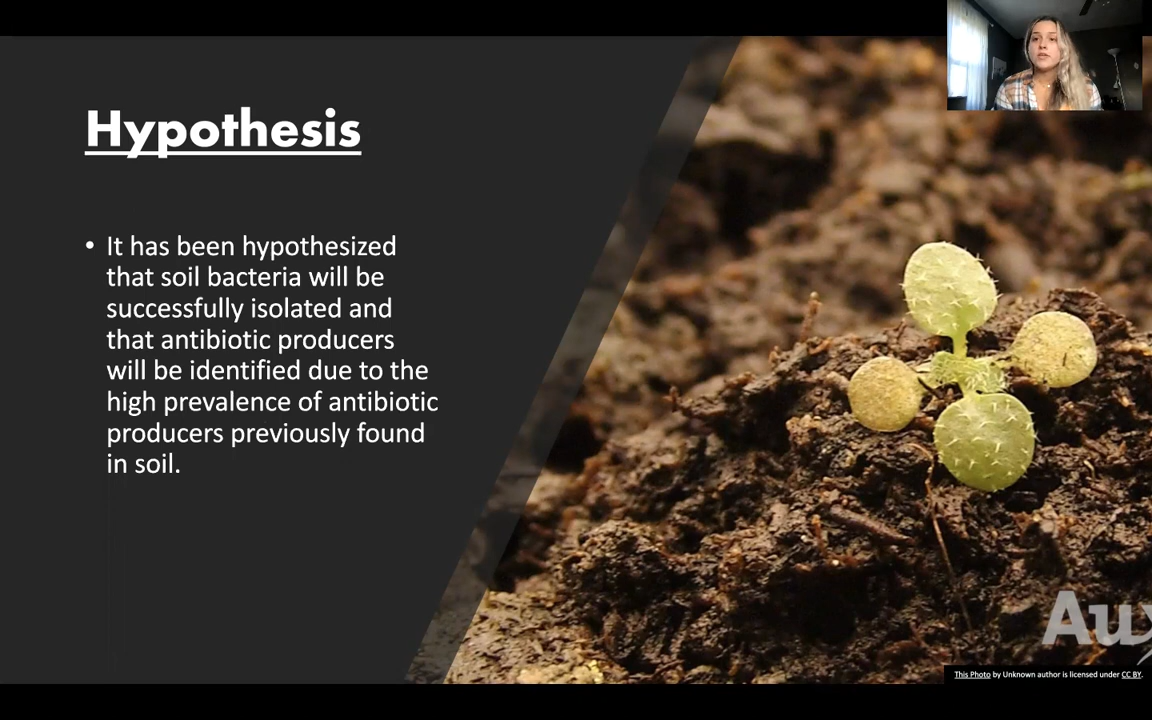 Hypothesis
• It has been hypothesized
that soil bacteria will be
successfully isolated and
that antibiotic producers
will be identified due to the
high prevalence of antibiotic
producers previously found
in soil.
Aux
This Photo by Unknown author is licensed under CC BY.